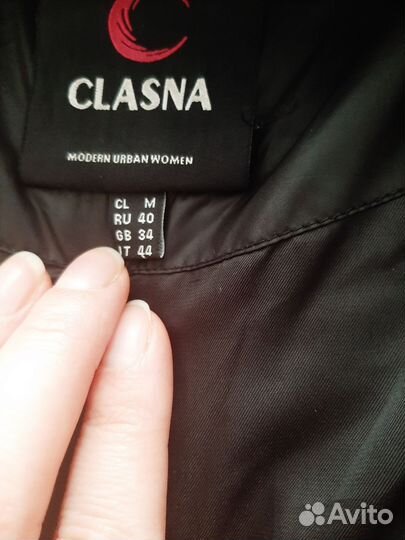 CLASNA
MODERN URBAN WOMEN
CL M
RU 40
GB 34
IT 44
Avito